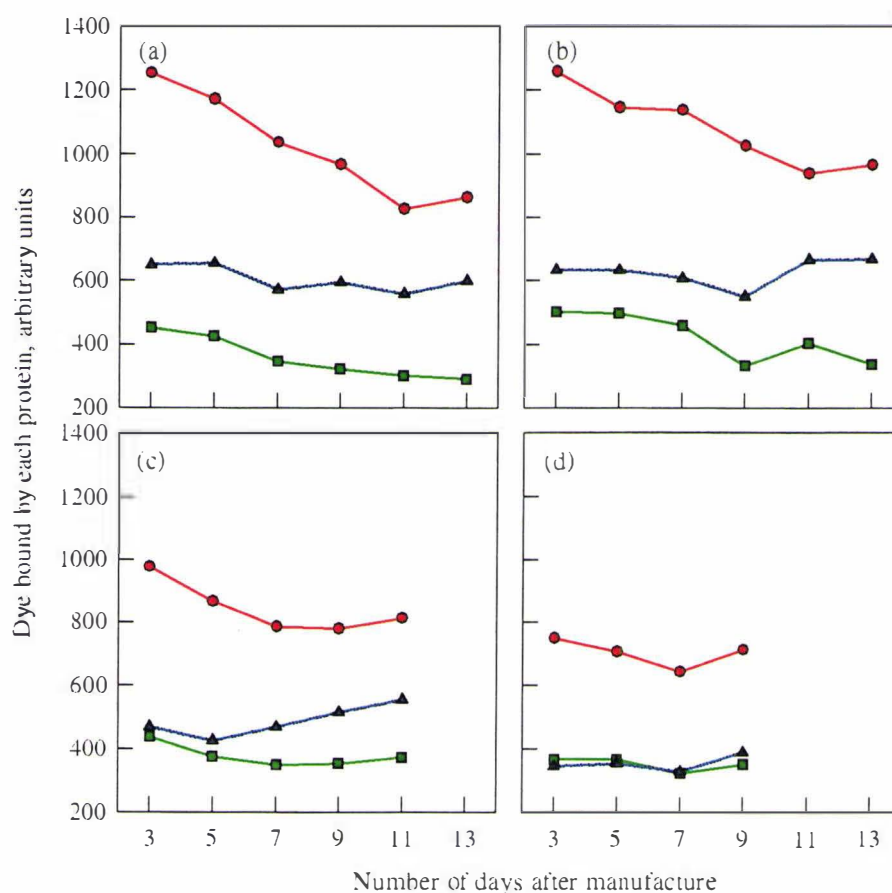 Dye bound by each protein, arbitrary units
1400
1200
1000
800
600
400
200
(a)
(b)
1400
1200
1000
800
600
400
200
(c)
(d)
3 5 7 9 11 13
3 5 7 9 11 13
Number of days after manufacture